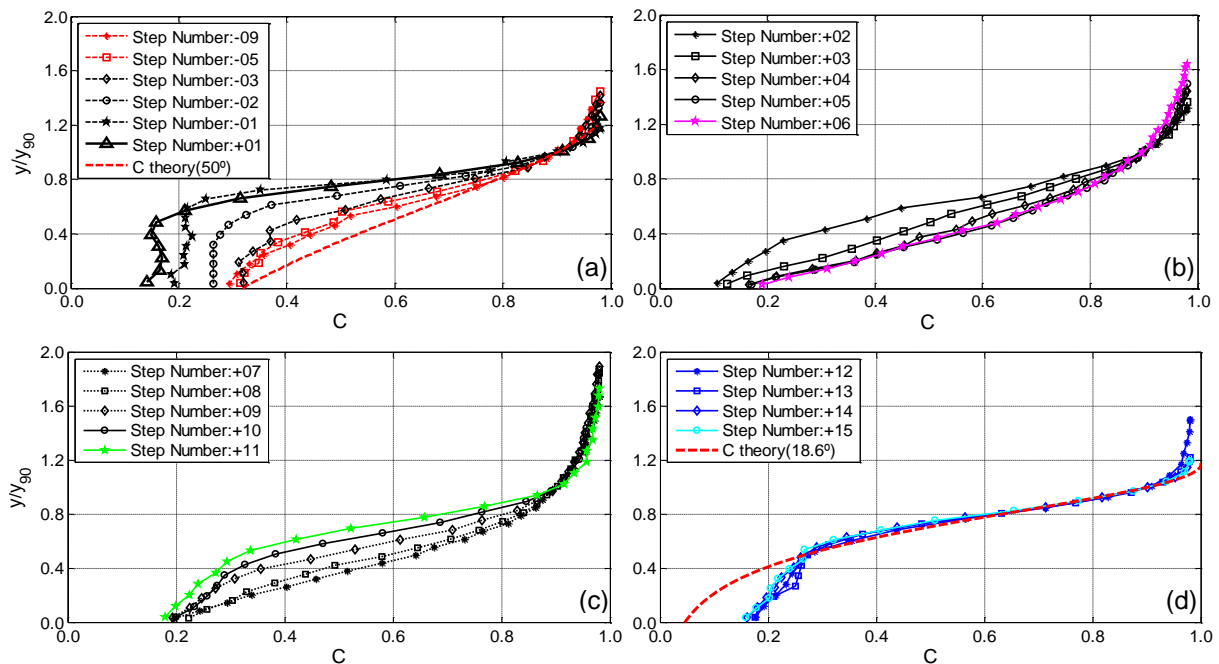 2.0
1.6
1.2
0.8
0.4
0.0
y/y90
Step Number:-09
Step Number:-05
Step Number:-03
Step Number:-02
Step Number:-01
Step Number:+01
C theory(50º)
(a)
0.0 0.2 0.4 0.6 0.8 1.0
C
2.0
1.6
1.2
0.8
0.4
0.0
y/y90
Step Number:+02
Step Number:+03
Step Number:+04
Step Number:+05
Step Number:+06
(b)
0.0 0.2 0.4 0.6 0.8 1.0
C
2.0
1.6
1.2
0.8
0.4
0.0
y/y90
Step Number:+07
Step Number:+08
Step Number:+09
Step Number:+10
Step Number:+11
(c)
0.0 0.2 0.4 0.6 0.8 1.0
C
2.0
1.6
1.2
0.8
0.4
0.0
y/y90
Step Number:+12
Step Number:+13
Step Number:+14
Step Number:+15
C theory(18.6º)
(d)
0.0 0.2 0.4 0.6 0.8 1.0
C